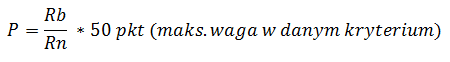 P = Rb/Rn * 50 pkt (maks. waga w danym kryterium)